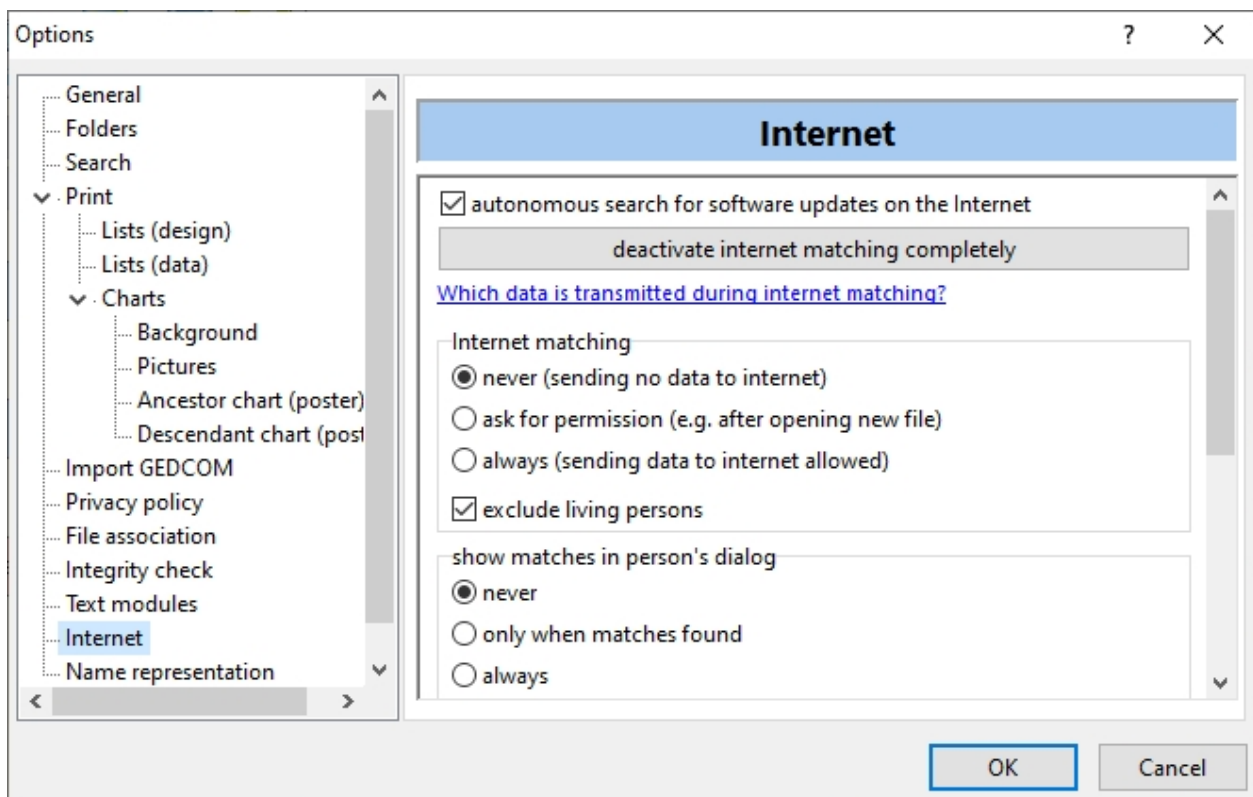 Options
?
General
Folders
Search
Print
Lists (design)
Lists (data)
Charts
Background
Pictures
Ancestor chart (poster)
Descendant chart (post
Import GEDCOM
Privacy policy
File association
Integrity check
Text modules
Internet
Name representation
Internet
autonomous search for software updates on the Internet
deactivate internet matching completely
Which data is transmitted during internet matching?
Internet matching
never (sending no data to internet)
ask for permission (e.g. after opening new file)
always (sending data to internet allowed)
exclude living persons
show matches in person's dialog
never
only when matches found
always
OK
Cancel